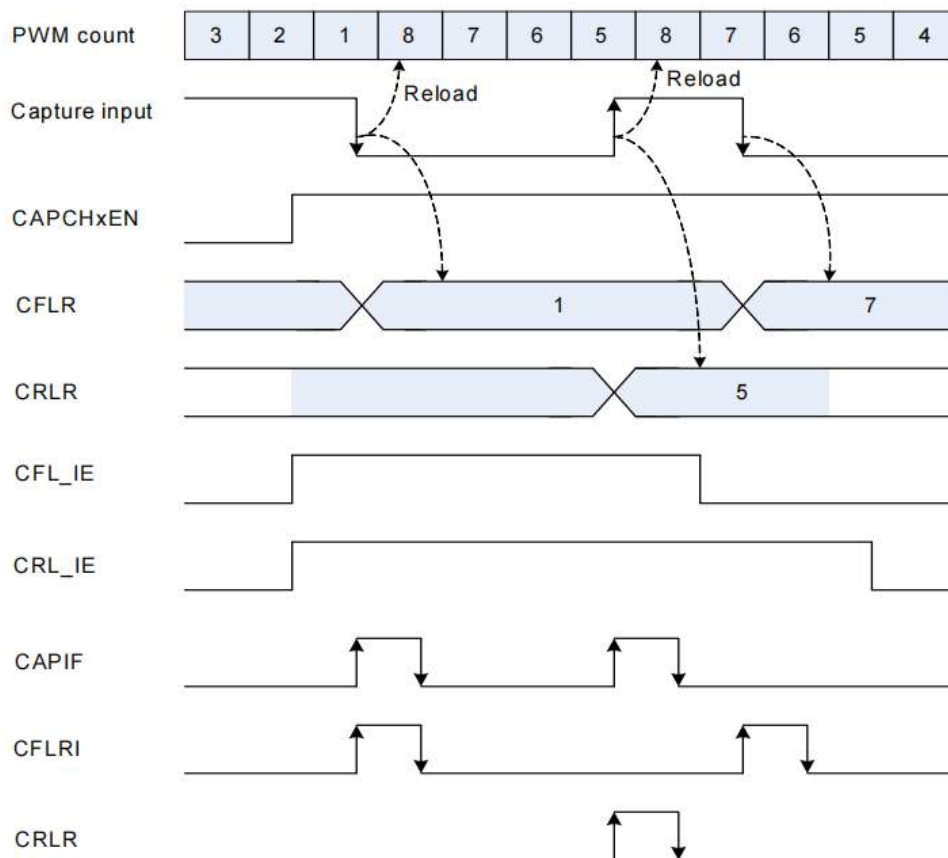 PWM count 3 2 1 8 7 6 5 8 7 6 5 4
Reload Reload
Capture input
CAPCHxEN
CFLR 1 7
CRLR 5
CFL_IE
CRL_IE
CAPIF
CFLRI
CRLR